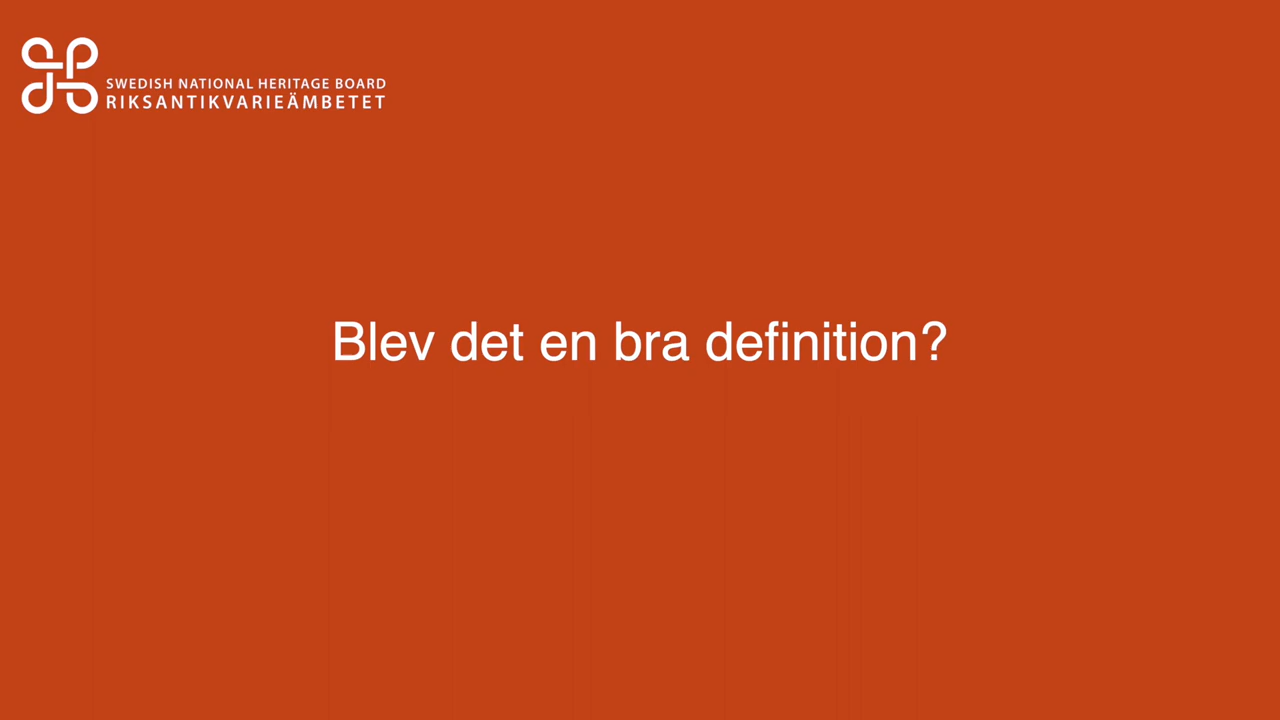 SWEDISH NATIONAL HERITAGE BOARD
RIKSANTIKVARIEÄMBETET
Blev det en bra definition?